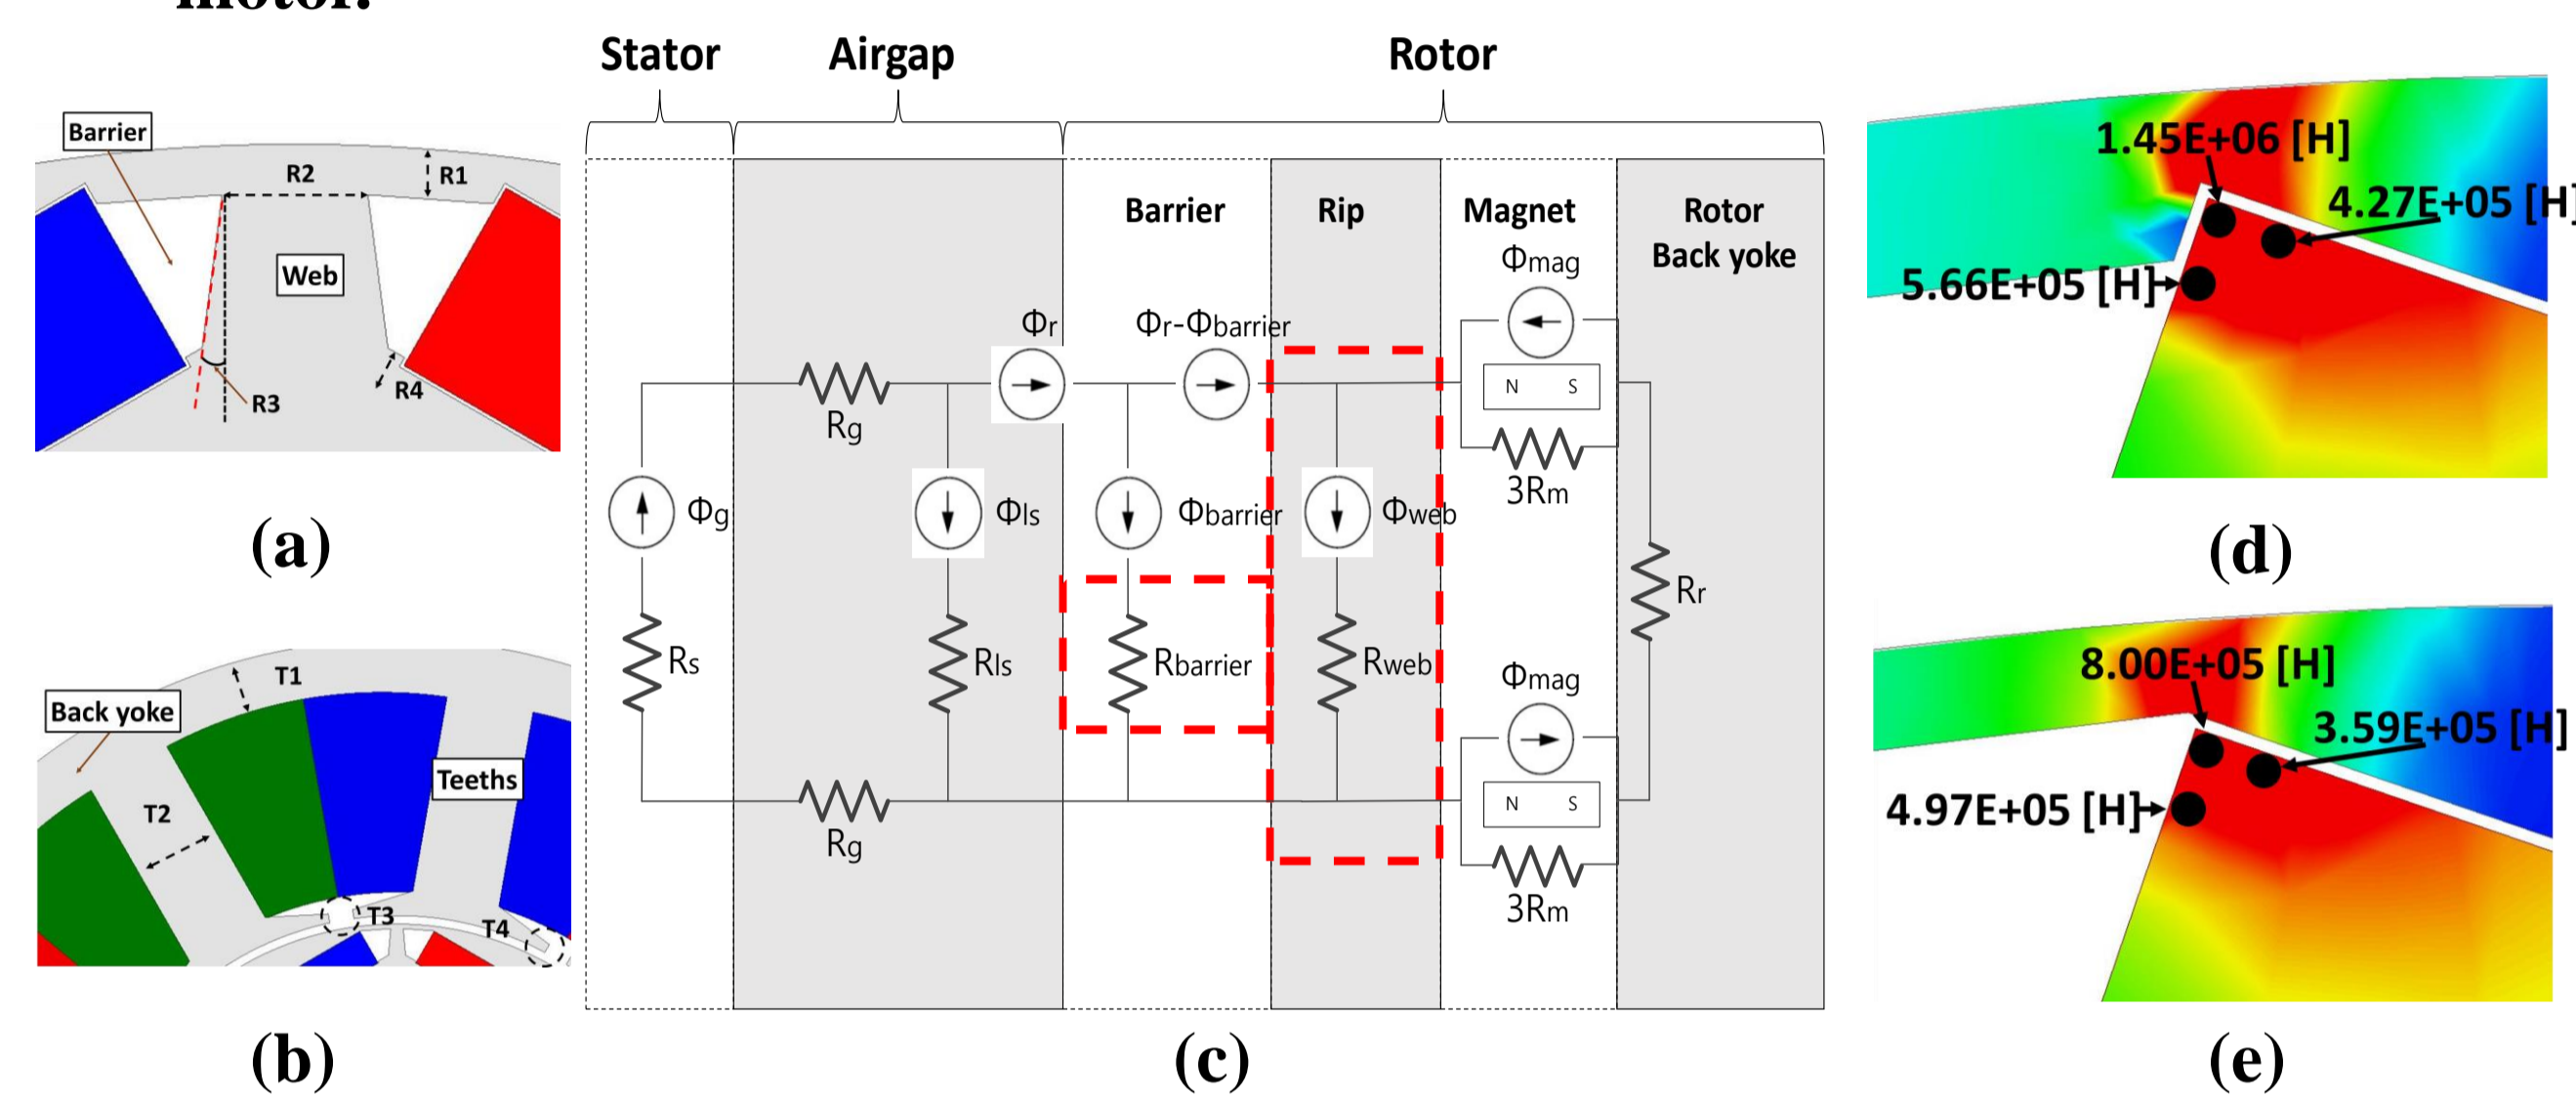 motor.
Barrier
R2
R1
Web
R3
R4
(a)
T1
Back yoke
Teeths
T2
T3
T4
(b)
Stator
Airgap
Rotor
Barrier
Rip
Magnet
Rotor
Back yoke
Φmag
Φr
Φr-Φbarrier
N S
Rg
3Rm
Φg
Φls
Φbarrier
Φweb
Rr
Rs
Rls
Rbarrier
Rweb
Φmag
N S
Rg
3Rm
(c)
1.45E+06 [H]
4.27E+05 [H]
5.66E+05 [H]
(d)
8.00E+05 [H]
3.59E+05 [H]
4.97E+05 [H]
(e)